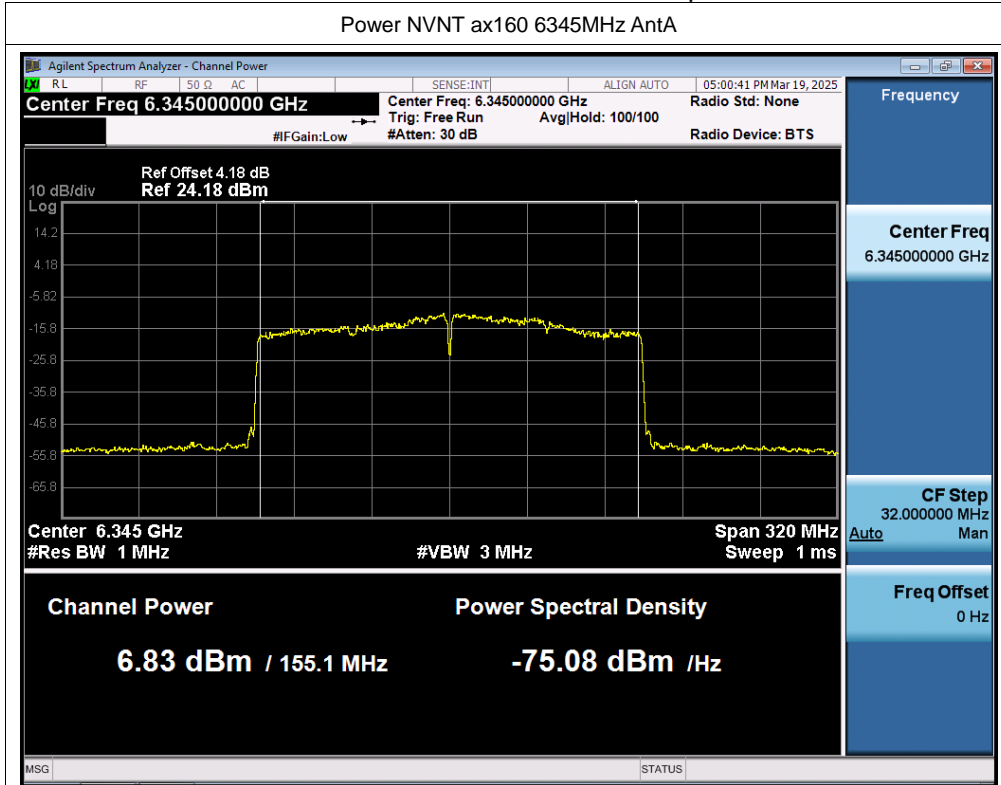 Power NVNT ax160 6345MHz AntA
Agilent Spectrum Analyzer - Channel Power
LXI RL RF 50 Ω AC SENSE:INT ALIGN AUTO 05:00:41 PM Mar 19, 2025
Center Freq 6.345000000 GHz
Center Freq: 6.345000000 GHz Radio Std: None
Trig: Free Run Avg|Hold: 100/100
#IFGain:Low #Atten: 30 dB Radio Device: BTS
Ref Offset 4.18 dB
10 dB/div Ref 24.18 dBm
Log
14.2
4.18
-5.82
-15.8
-25.8
-35.8
-45.8
-55.8
-65.8
Center 6.345 GHz Span 320 MHz
#Res BW 1 MHz #VBW 3 MHz Sweep 1 ms
Channel Power Power Spectral Density
6.83 dBm / 155.1 MHz -75.08 dBm /Hz
Frequency
Center Freq
6.345000000 GHz
CF Step
32.000000 MHz
Auto Man
Freq Offset
0 Hz
MSG STATUS